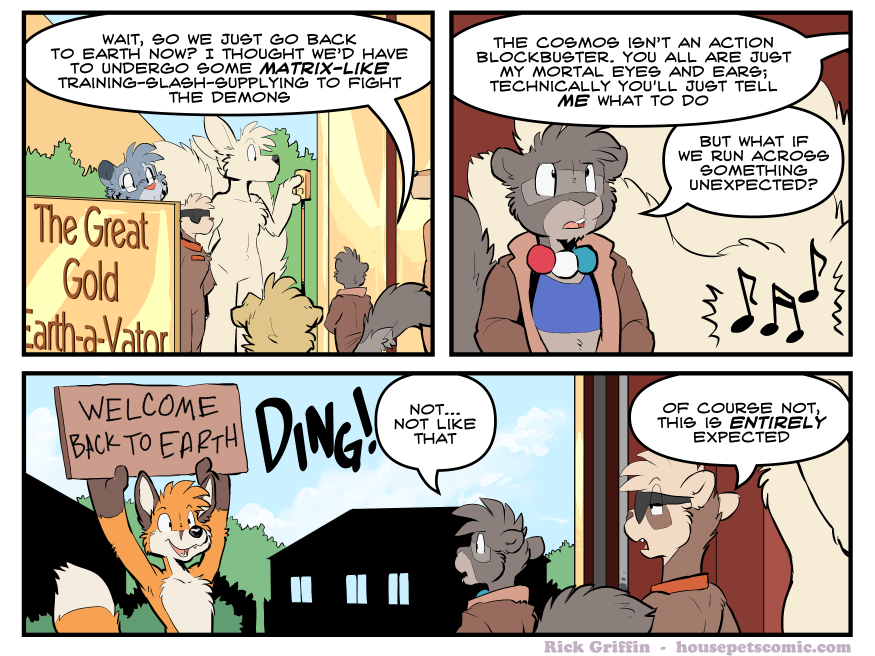 WAIT, SO WE JUST GO BACK
TO EARTH NOW? I THOUGHT WE'D HAVE
TO UNDERGO SOME MATRIX-LIKE
TRAINING-SLASH-SUPPLYING TO FIGHT
THE DEMONS
The Great
Gold
Earth-a-Vator
THE COSMOS ISN'T AN ACTION
BLOCKBUSTER. YOU ALL ARE JUST
MY MORTAL EYES AND EARS;
TECHNICALLY YOU'LL JUST TELL
ME WHAT TO DO
BUT WHAT IF
WE RUN ACROSS
SOMETHING
UNEXPECTED?
WELCOME
BACK TO EARTH
DING!
NOT...
NOT LIKE
THAT
OF COURSE NOT,
THIS IS ENTIRELY
EXPECTED
Rick Griffin - housepetscomic.com